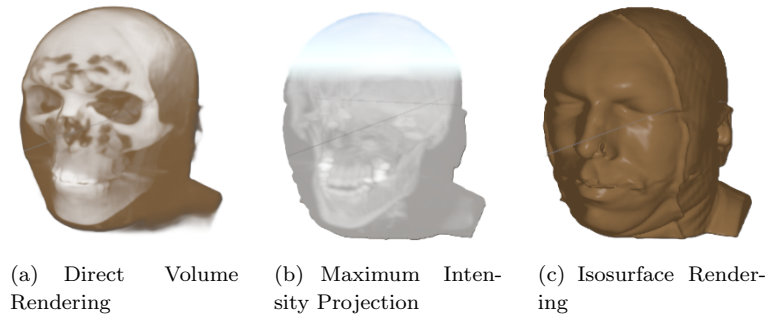 (a) Direct Volume
Rendering
(b) Maximum Inten-
sity Projection
(c) Isosurface Render-
ing